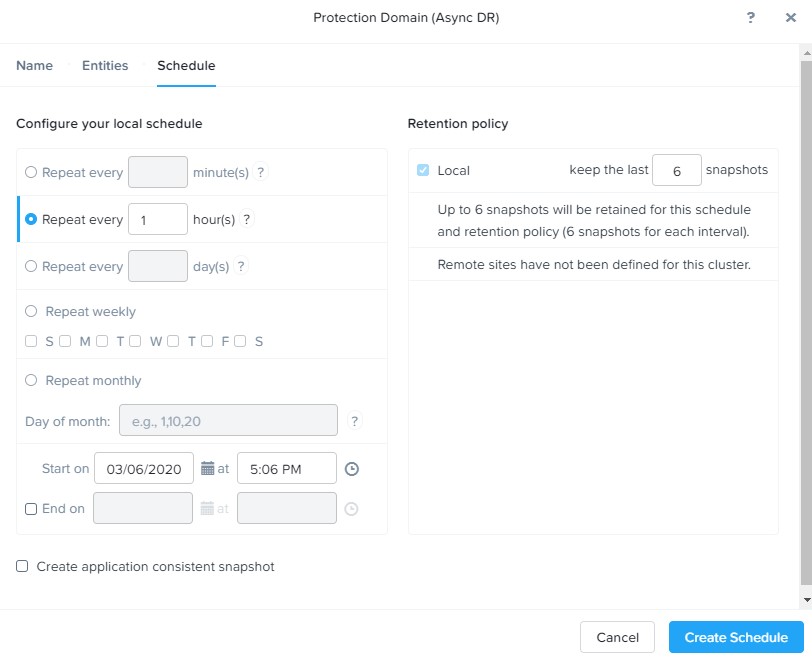 Protection Domain (Async DR)
?
Name Entities Schedule
Configure your local schedule
Repeat every minute(s) ?
Repeat every 1 hour(s) ?
Repeat every day(s) ?
Repeat weekly
S M T W T F S
Repeat monthly
Day of month: e.g., 1,10,20 ?
Start on 03/06/2020 at 5:06 PM
End on at
Create application consistent snapshot
Retention policy
Local keep the last 6 snapshots
Up to 6 snapshots will be retained for this schedule
and retention policy (6 snapshots for each interval).
Remote sites have not been defined for this cluster.
Cancel Create Schedule